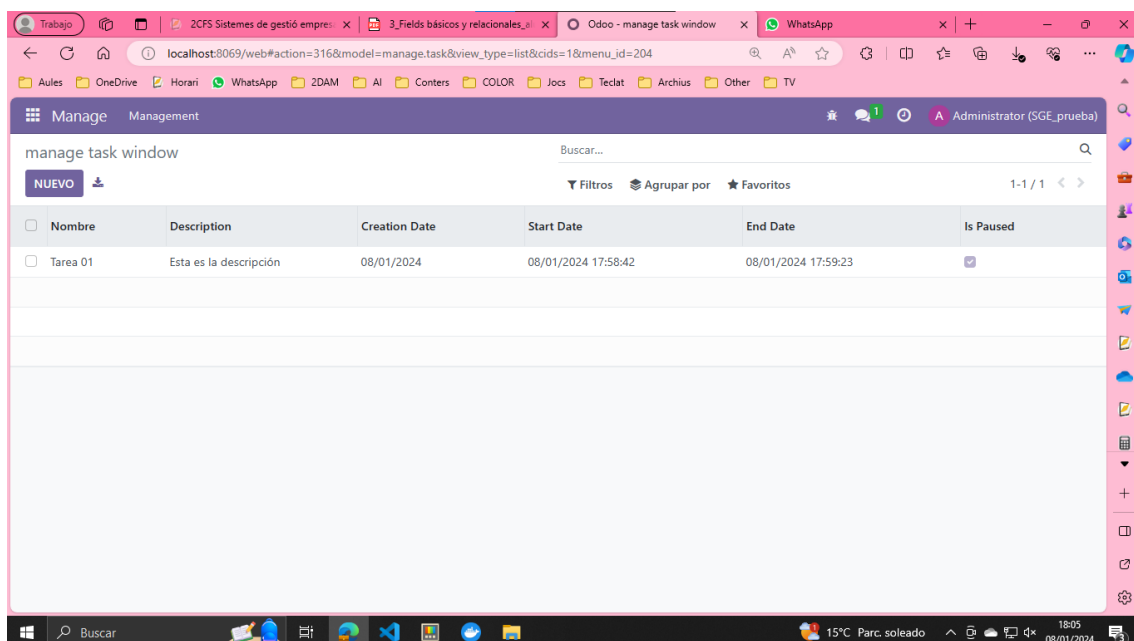 Trabajo
2CFS Sistemes de gestió empres
3_Fields básicos y relacionales_al
Odoo - manage task window
WhatsApp
localhost:8069/web#action=316&model=manage.task&view_type=list&cids=1&menu_id=204
Aules OneDrive Horari WhatsApp 2DAM AI Conters COLOR Jocs Teclat Archius Other TV
Manage Management 1 A Administrator (SGE_prueba)
manage task window Buscar...
NUEVO Filtros Agrupar por Favoritos 1-1 / 1
Nombre Description Creation Date Start Date End Date Is Paused
Tarea 01 Esta es la descripción 08/01/2024 08/01/2024 17:58:42 08/01/2024 17:59:23
Buscar 15°C Parc. soleado 18:05
08/01/2024